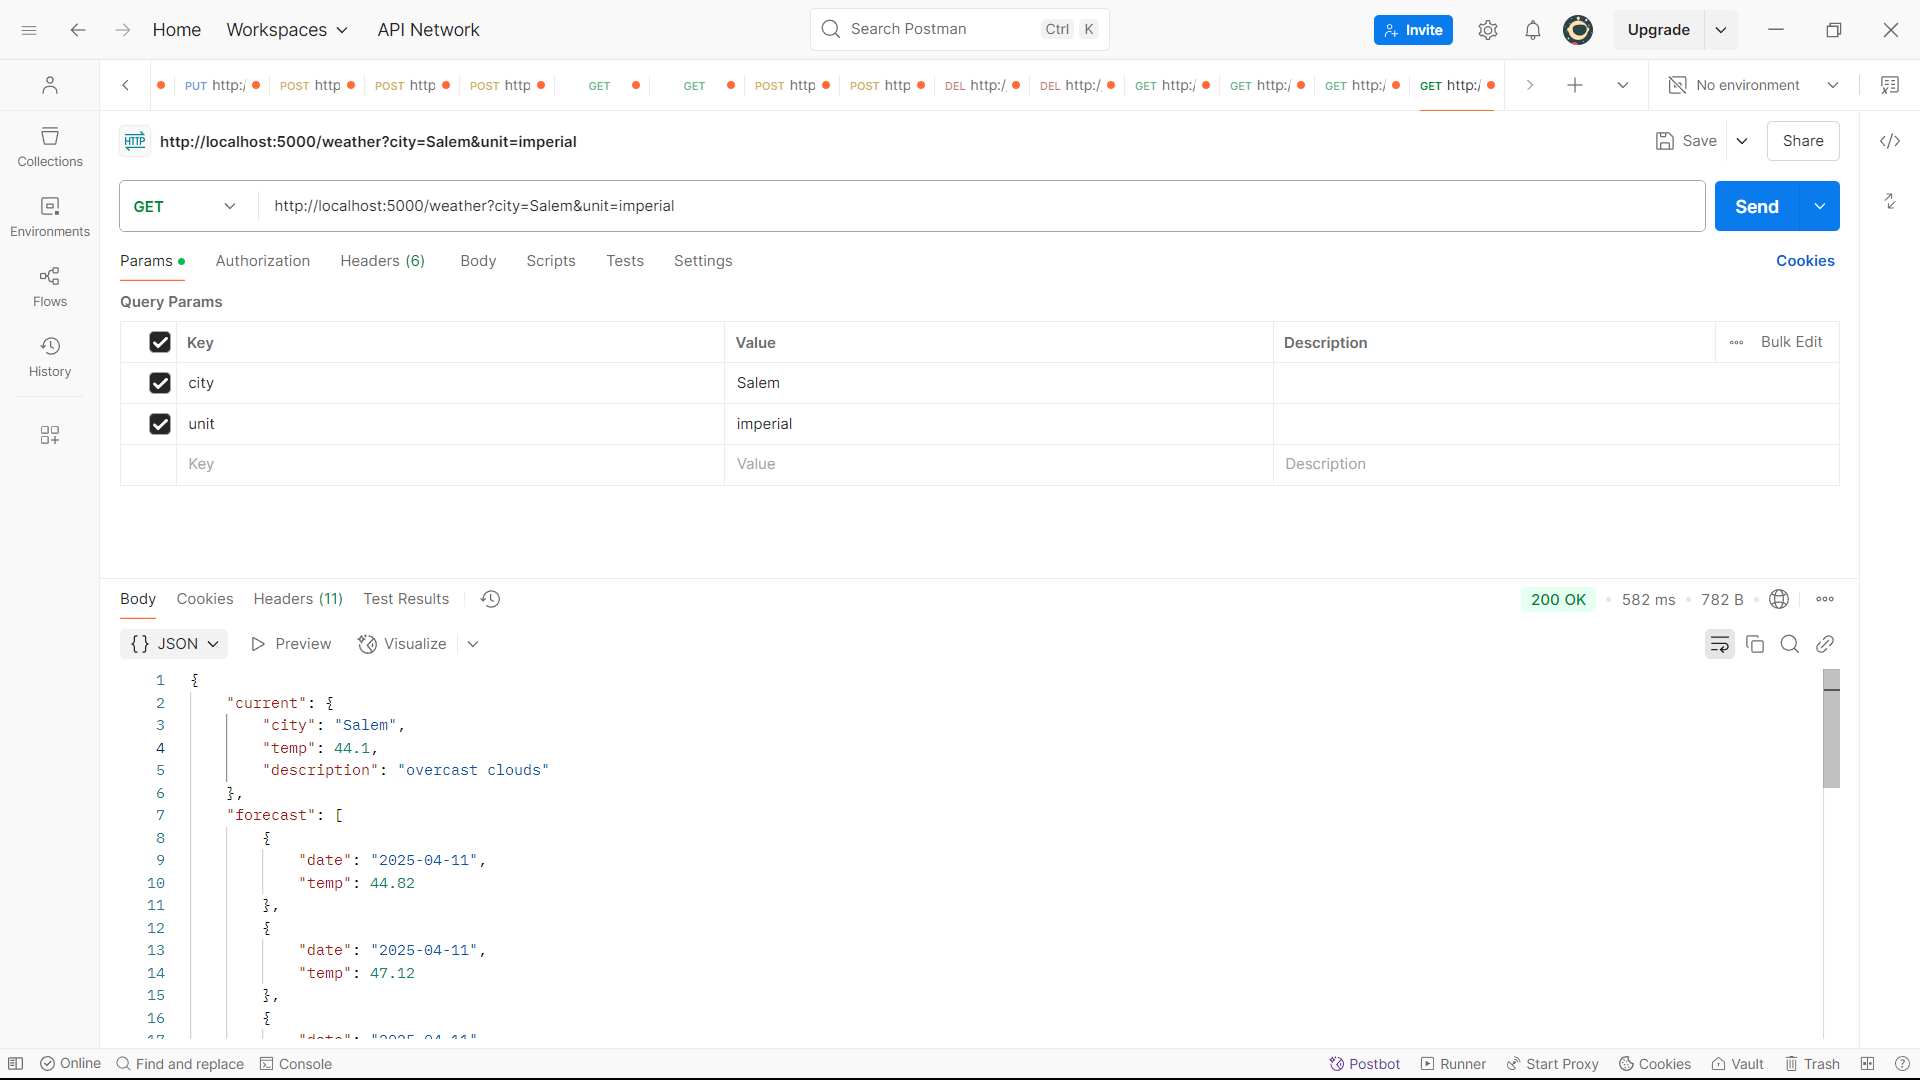 Home Workspaces API Network Search Postman Ctrl K Invite Upgrade
PUT http:/ POST http POST http POST http GET GET POST http POST http DEL http:/ DEL http:/ GET http:/ GET http:/ GET http:/ GET http:/ No environment
HTTP http://localhost:5000/weather?city=Salem&unit=imperial Save Share
Collections
Environments
Flows
History
GET http://localhost:5000/weather?city=Salem&unit=imperial Send
Params Authorization Headers (6) Body Scripts Tests Settings Cookies
Query Params
Key Value Description Bulk Edit
city Salem
unit imperial
Key Value Description
Body Cookies Headers (11) Test Results 200 OK 582 ms 782 B
{} JSON Preview Visualize
1 {
2 "current": {
3 "city": "Salem",
4 "temp": 44.1,
5 "description": "overcast clouds"
6 },
7 "forecast": [
8 {
9 "date": "2025-04-11",
10 "temp": 44.82
11 },
12 {
13 "date": "2025-04-11",
14 "temp": 47.12
15 },
16 {
17 "date": "2025-04-11"
Online Find and replace Console Postbot Runner Start Proxy Cookies Vault Trash